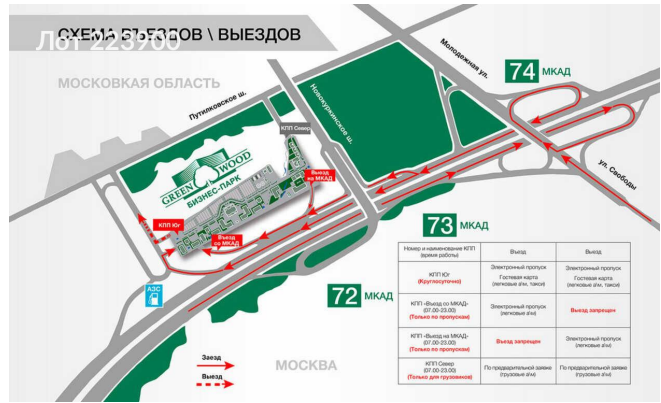 СХЕМА ВЪЕЗДОВ \ ВЫЕЗДОВ
Лот 223900
МОСКОВКАЯ ОБЛАСТЬ
Путилковское ш.
Новокуркинское ш.
Молодежная ул.
74 МКАД
ул. Свободы
КПП Север
GREEN WOOD
БИЗНЕС-ПАРК
Выезд
на МКАД
КПП Юг
Въезд
со МКАД
АЗС
73 МКАД
72 МКАД
МОСКВА
Заезд
Выезд
Номер и наименование КПП
(время работы)
Въезд
Выезд
КПП Юг
(Круглосуточно)
Электронный пропуск
Гостевая карта
(легковые а\м, такси)
Электронный пропуск
Гостевая карта
(легковые а\м, такси)
КПП «Въезд со МКАД»
(07.00-23.00)
(Только по пропускам)
Электронный пропуск
(легковые а\м)
Выезд запрещен
КПП «Выезд на МКАД»
(07.00-23.00)
(Только по пропускам)
Въезд запрещен
Электронный пропуск
(легковые а\м)
КПП Север
(07.00-23.00)
(Только для грузовиков)
По предварительной заявке
(грузовые а\м)
По предварительной заявке
(грузовые а\м)